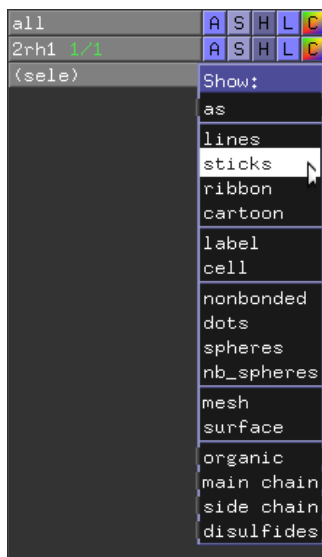 all A S H L C
2rh1 1/1 A S H L C
(sele)
Show:
as
lines
sticks
ribbon
cartoon
label
cell
nonbonded
dots
spheres
nb_spheres
mesh
surface
organic
main chain
side chain
disulfides